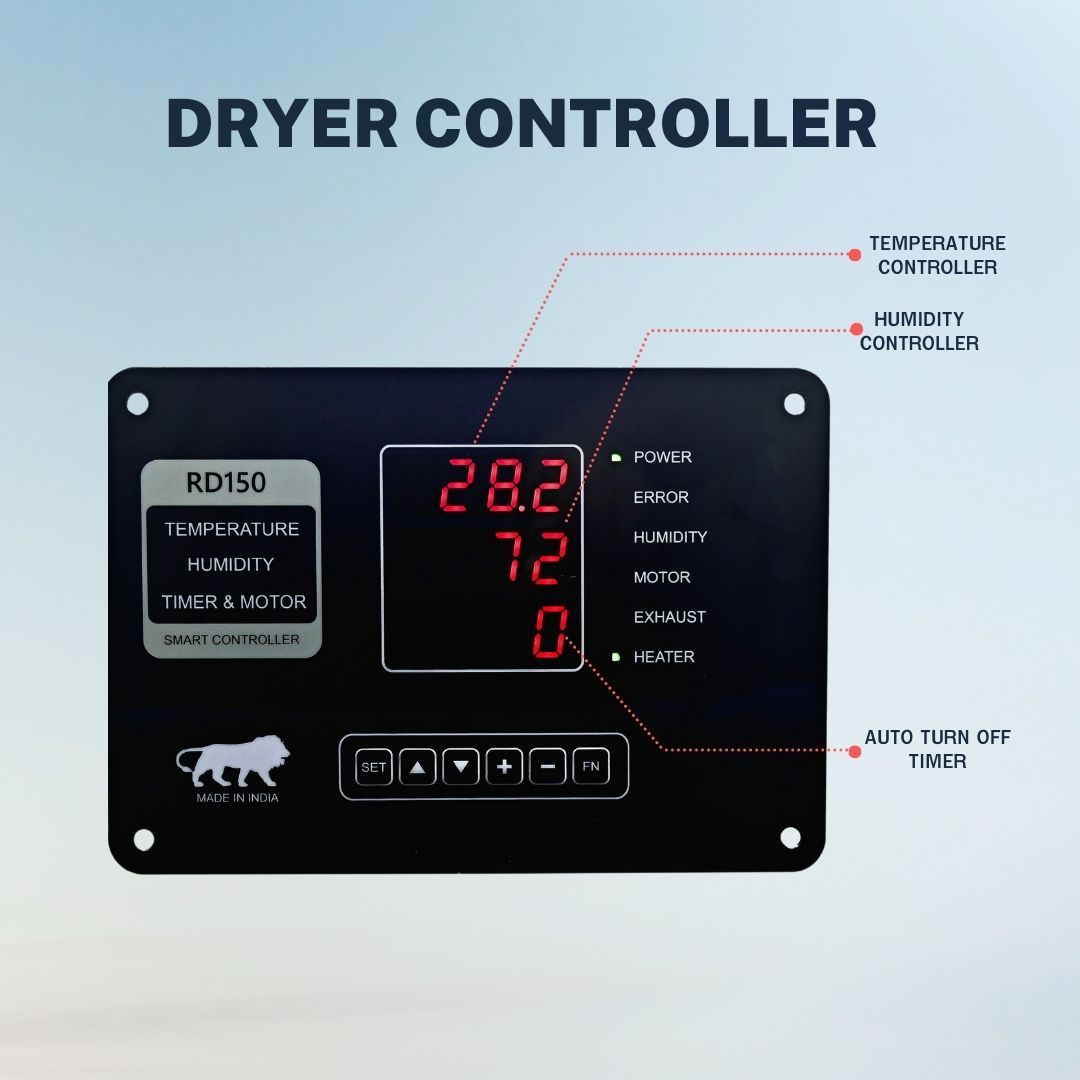 DRYER CONTROLLER
TEMPERATURE
CONTROLLER
HUMIDITY
CONTROLLER
RD150
TEMPERATURE
HUMIDITY
TIMER & MOTOR
SMART CONTROLLER
28.2
72
0
POWER
ERROR
HUMIDITY
MOTOR
EXHAUST
HEATER
AUTO TURN OFF
TIMER
MADE IN INDIA
SET
+
−
FN